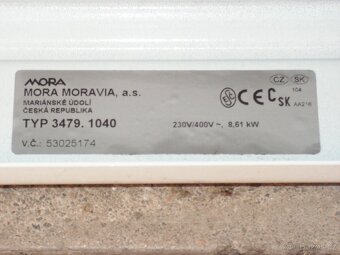 MORA
MORA MORAVIA, a.s.
MARIÁNSKÉ ÚDOLÍ
ČESKÁ REPUBLIKA
TYP 3479. 1040
230V/400V ~, 8,61 kW
V.Č.: 53025174
CZ SK
CE C SK
104
AA216